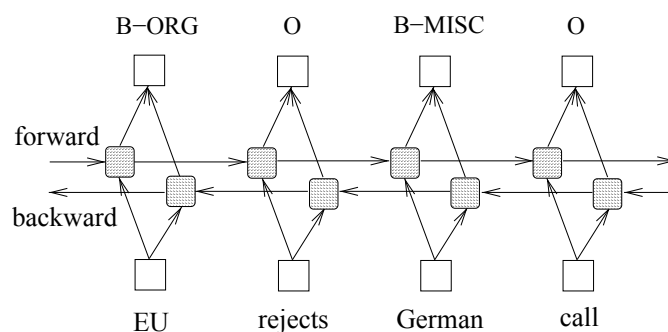 B−ORG O B−MISC O
forward
backward
EU rejects German call